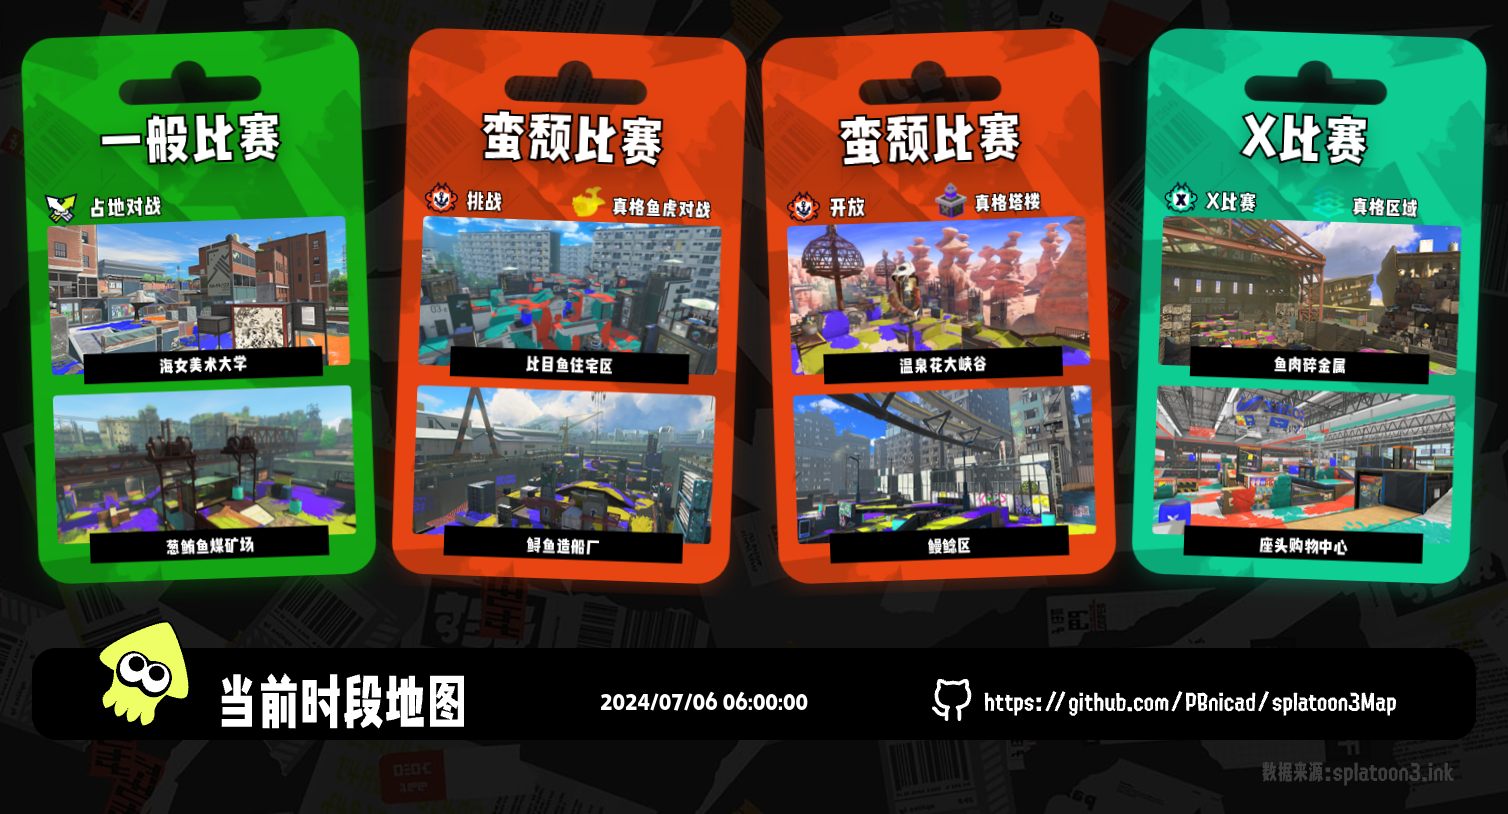 一般比赛
占地对战
海女美术大学
葱鲔鱼煤矿场
蛮颓比赛
挑战
真格鱼虎对战
比目鱼住宅区
鲟鱼造船厂
蛮颓比赛
开放
真格塔楼
温泉花大峡谷
鳗鲶区
X比赛
X比赛
真格区域
鱼肉碎金属
座头购物中心
当前时段地图
2024/07/06 06:00:00
https://github.com/PBnicad/splatoon3Map
数据来源:splatoon3.ink